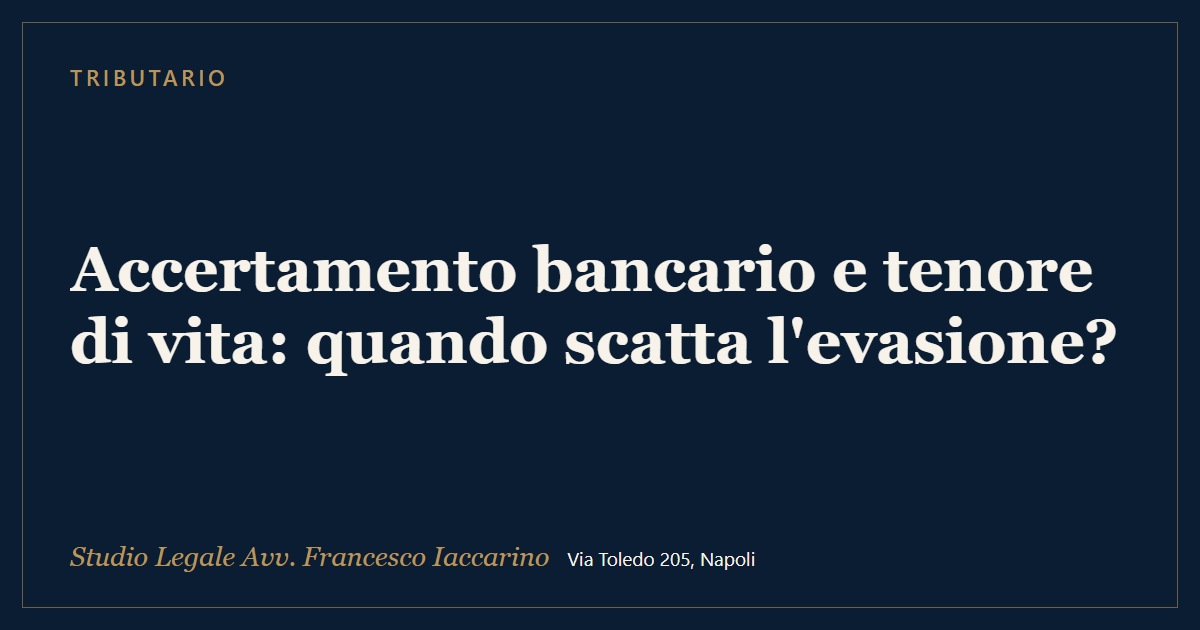 TRIBUTARIO
Accertamento bancario e tenore
di vita: quando scatta l'evasione?
Studio Legale Avv. Francesco Iaccarino Via Toledo 205, Napoli